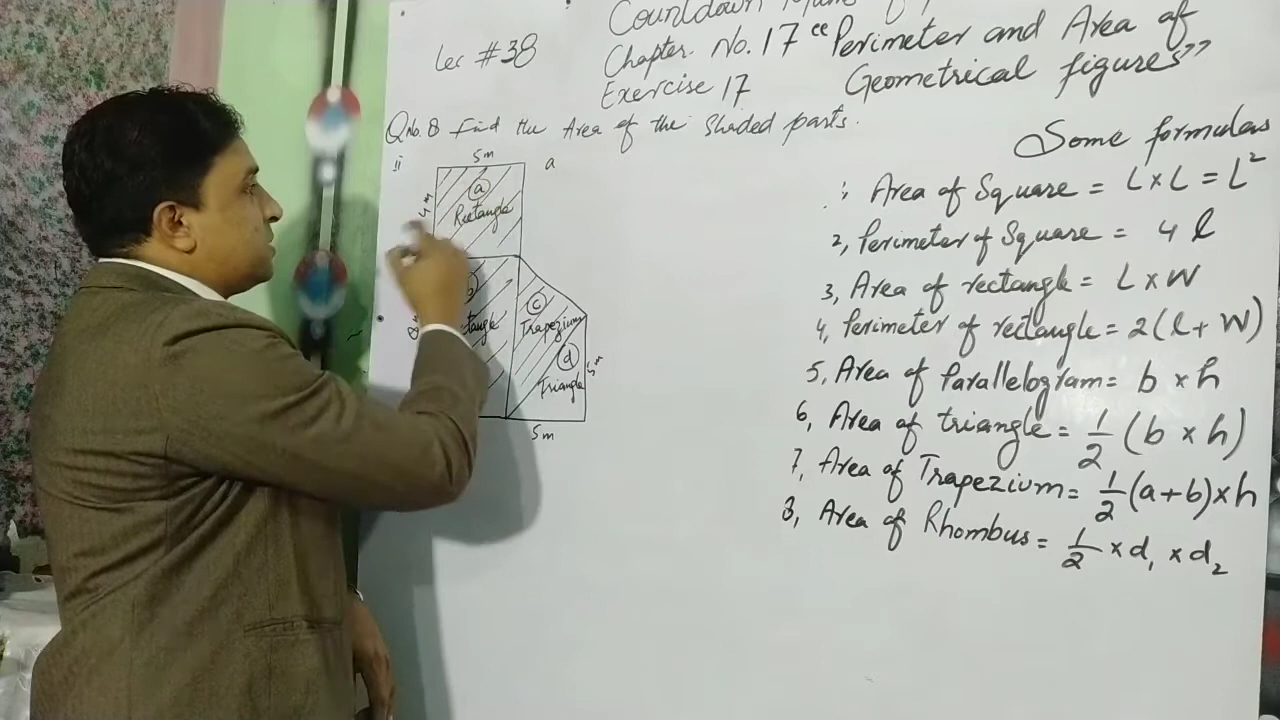 Lec #38
Countdown
Chapter. No. 17 "Perimeter and Area of
Geometrical figures"
Exercise 17
Q No. 8 Find the Area of the Shaded parts.
ii
5m
a
4m
a
Rectangle
c
Trapezium
d
Triangle
5m
Some formulas
1, Area of Square = L×L = L²
2, Perimeter of Square = 4 l
3, Area of rectangle = L × W
4, Perimeter of rectangle = 2(l + W)
5, Area of Parallelogram = b × h
6, Area of triangle = 1/2 (b × h)
7, Area of Trapezium = 1/2 (a+b)×h
8, Area of Rhombus = 1/2 × d₁ × d₂